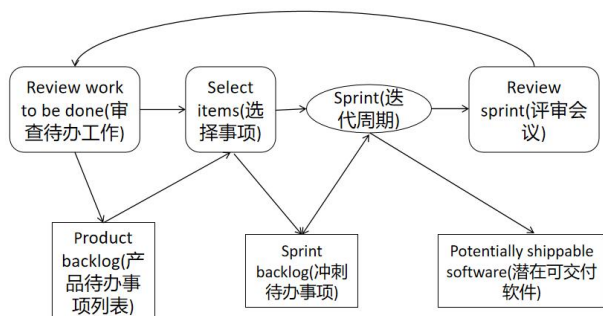 Review work
to be done(审
查待办工作)
Select
items(选
择事项)
Sprint(迭
代周期)
Review
sprint(评审会
议)
Product
backlog(产
品待办事
项列表)
Sprint
backlog(冲刺
待办事项)
Potentially shippable
software(潜在可交付
软件)